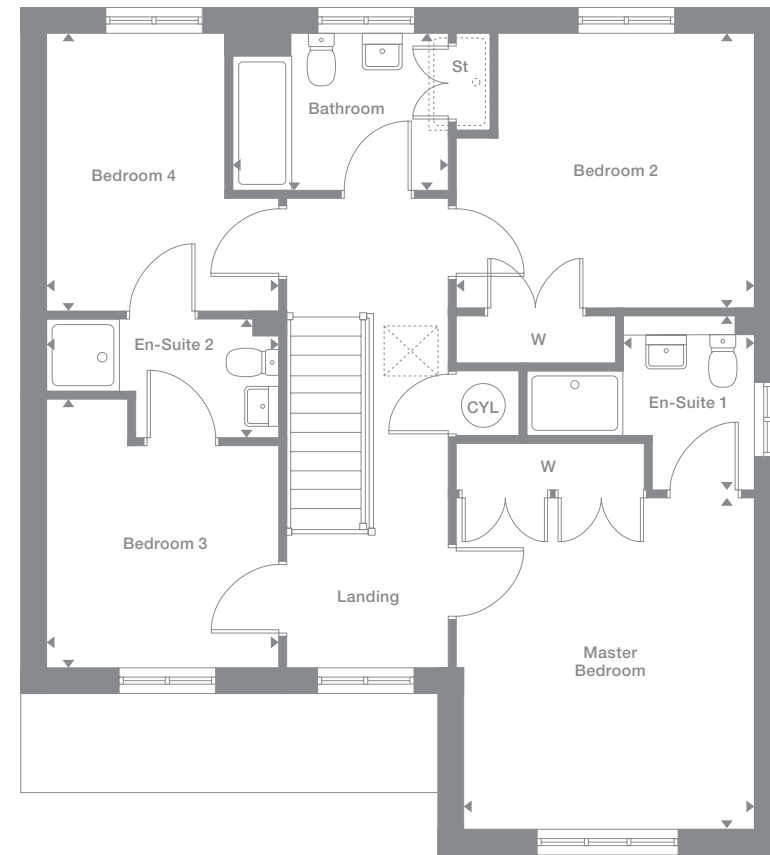 St
Bathroom
Bedroom 4
Bedroom 2
En-Suite 2
W
CYL
En-Suite 1
W
Bedroom 3
Landing
Master
Bedroom